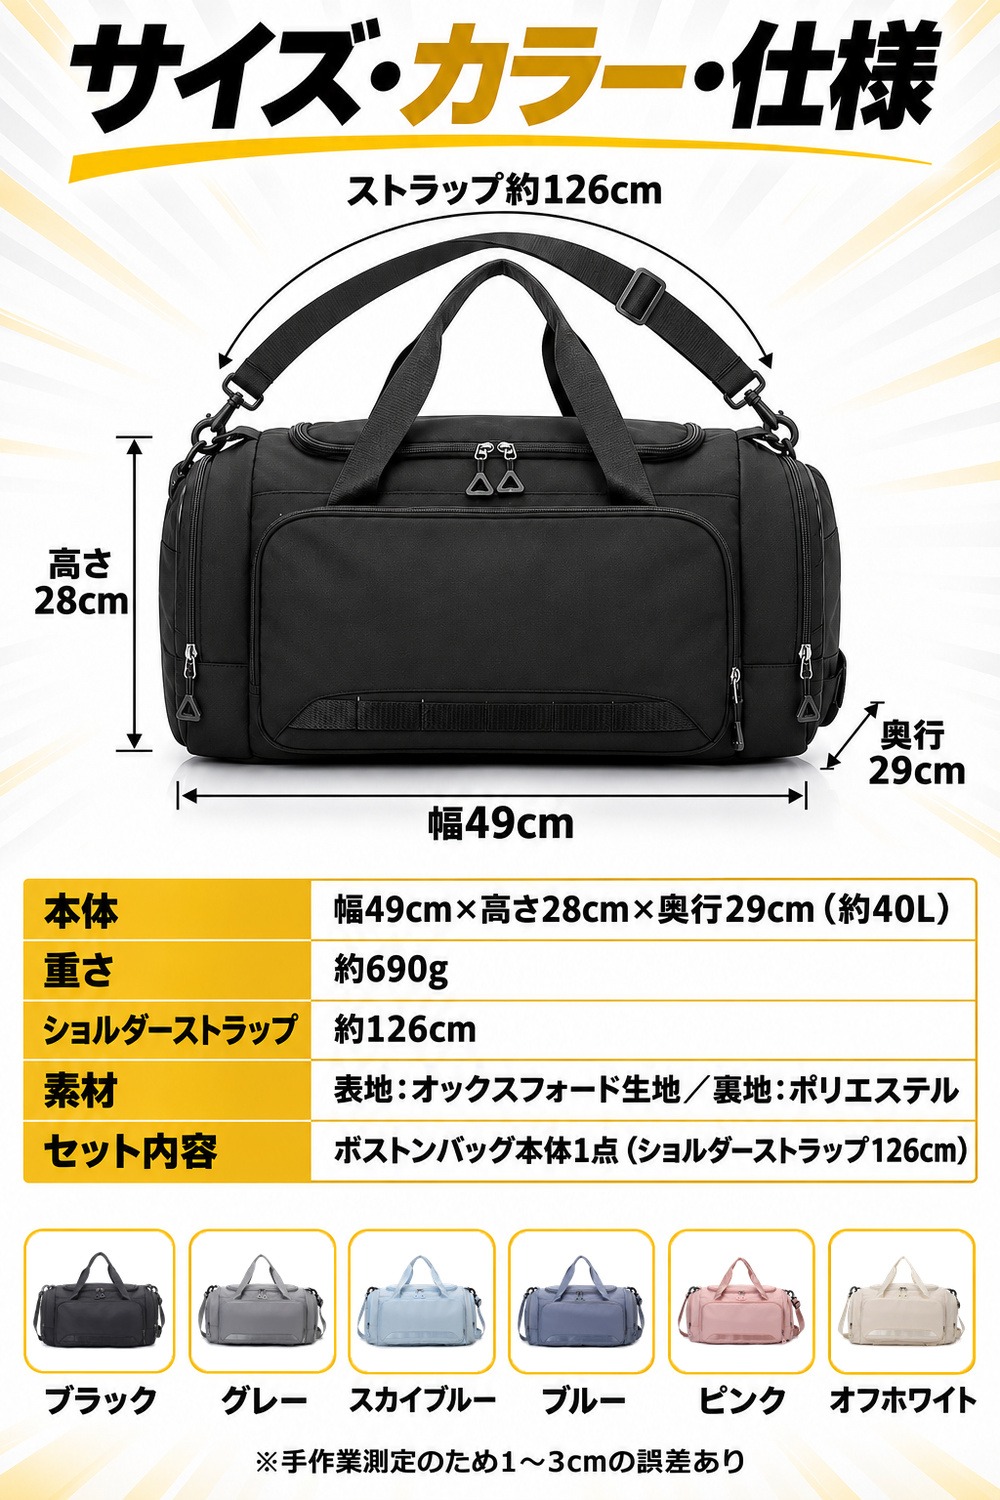 サイズ・カラー・仕様
ストラップ約126cm
高さ
28cm
奥行
29cm
幅49cm
本体 幅49cm×高さ28cm×奥行29cm（約40L）
重さ 約690g
ショルダーストラップ 約126cm
素材 表地：オックスフォード生地／裏地：ポリエステル
セット内容 ボストンバッグ本体1点（ショルダーストラップ126cm）
ブラック グレー スカイブルー ブルー ピンク オフホワイト
※手作業測定のため1～3cmの誤差あり